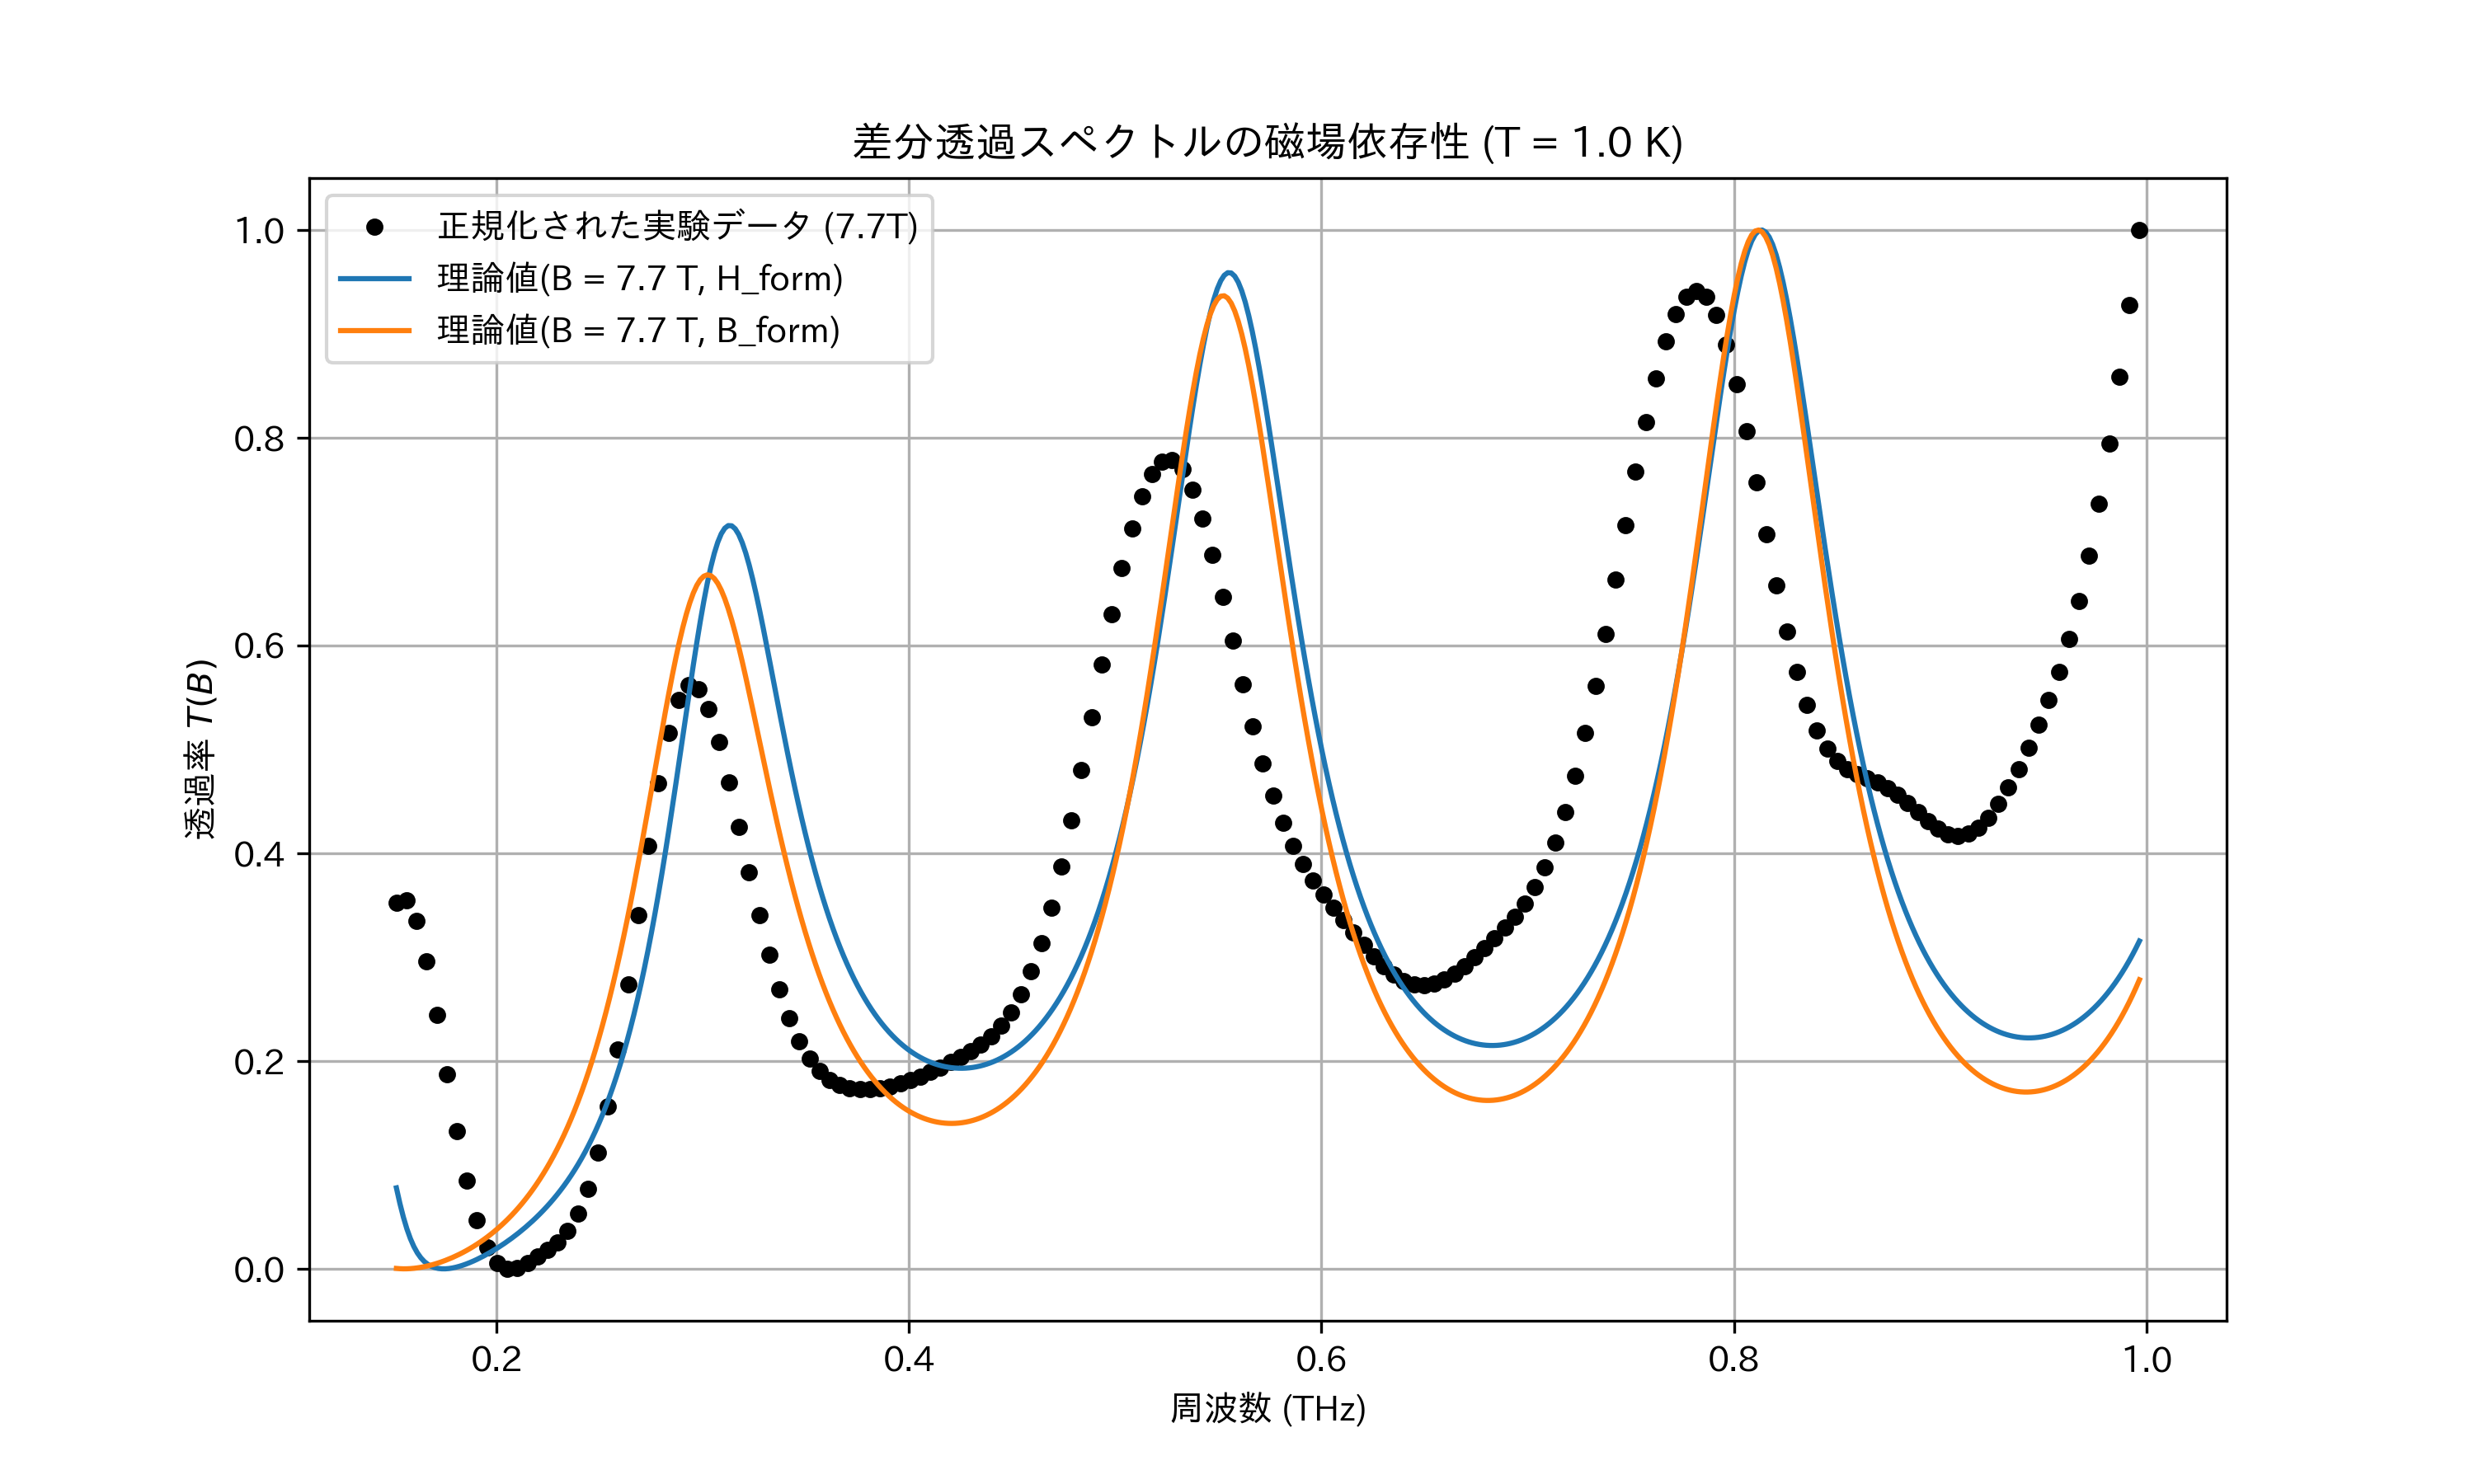 差分透過スペクトルの磁場依存性 (T = 1.0 K)
正規化された実験データ (7.7T)
理論値(B = 7.7 T, H_form)
理論値(B = 7.7 T, B_form)
透過率 T(B)
1.0
0.8
0.6
0.4
0.2
0.0
0.2 0.4 0.6 0.8 1.0
周波数 (THz)